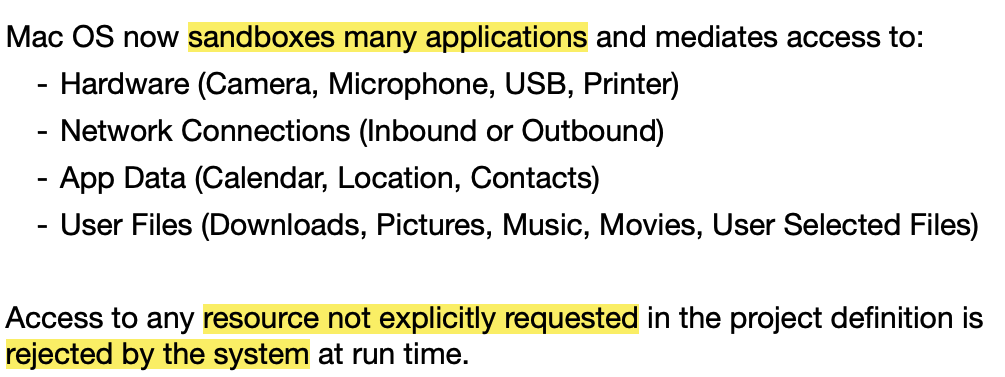 Mac OS now sandboxes many applications and mediates access to:
- Hardware (Camera, Microphone, USB, Printer)
- Network Connections (Inbound or Outbound)
- App Data (Calendar, Location, Contacts)
- User Files (Downloads, Pictures, Music, Movies, User Selected Files)
Access to any resource not explicitly requested in the project definition is
rejected by the system at run time.